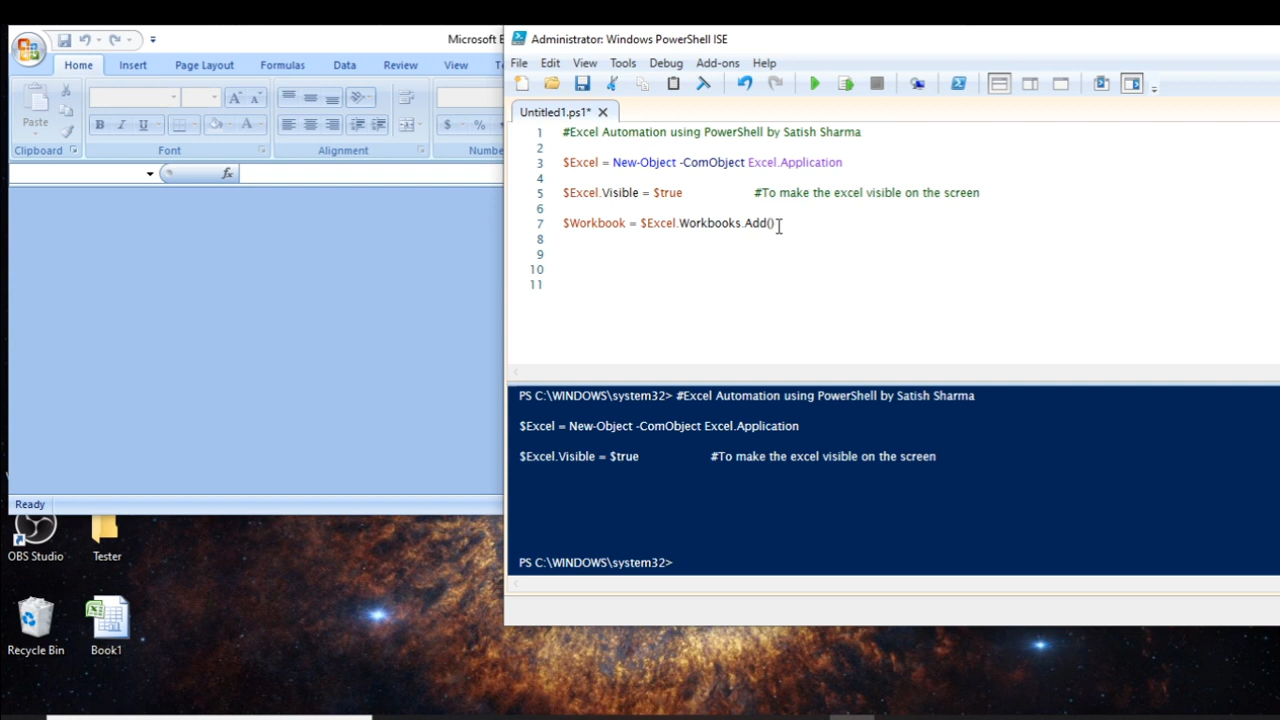 Microsoft E
Home Insert Page Layout Formulas Data Review View
Paste
B I U
$ %
Clipboard Font Alignment Numbe
fx
Ready
OBS Studio
Tester
Recycle Bin
Book1
Administrator: Windows PowerShell ISE
File Edit View Tools Debug Add-ons Help
Untitled1.ps1*
1 #Excel Automation using PowerShell by Satish Sharma
2
3 $Excel = New-Object -ComObject Excel.Application
4
5 $Excel.Visible = $true #To make the excel visible on the screen
6
7 $Workbook = $Excel.Workbooks.Add()
8
9
10
11
PS C:\WINDOWS\system32> #Excel Automation using PowerShell by Satish Sharma
$Excel = New-Object -ComObject Excel.Application
$Excel.Visible = $true #To make the excel visible on the screen
PS C:\WINDOWS\system32>